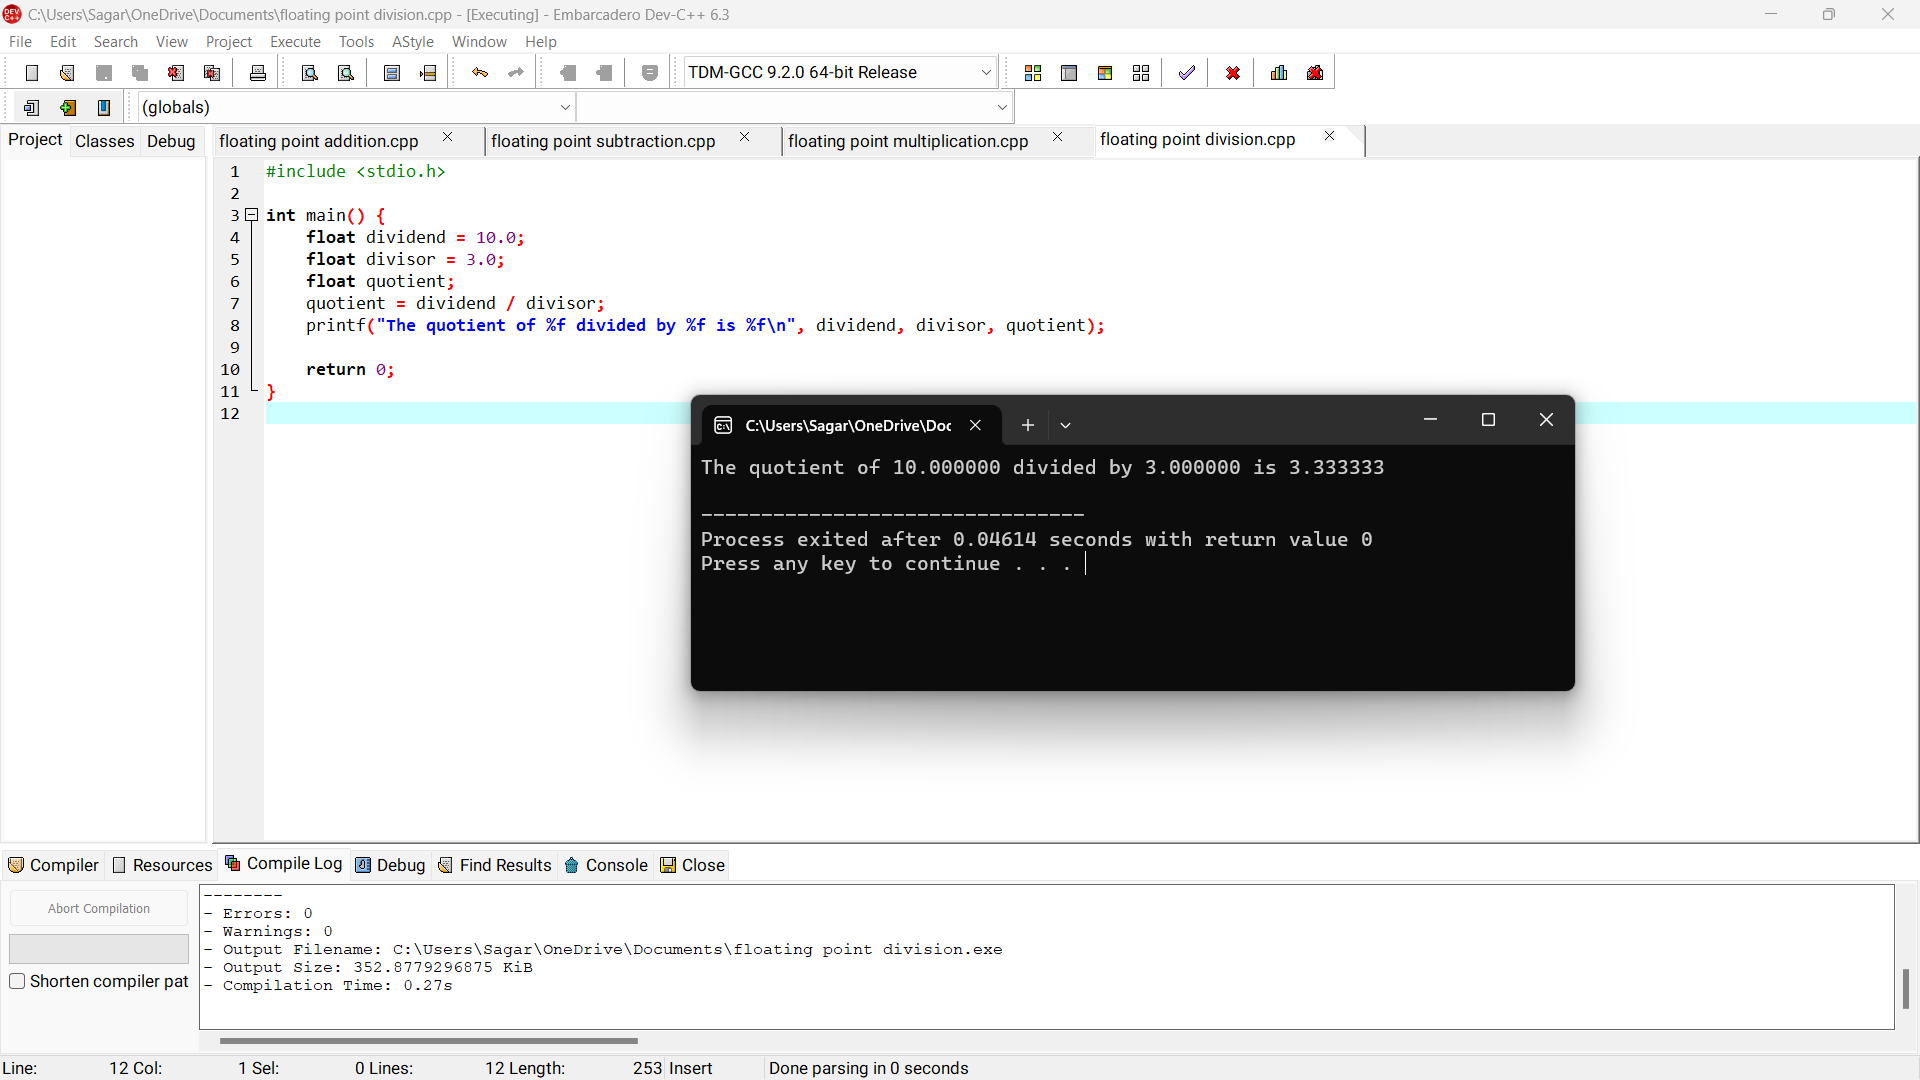 C:\Users\Sagar\OneDrive\Documents\floating point division.cpp - [Executing] - Embarcadero Dev-C++ 6.3
File Edit Search View Project Execute Tools AStyle Window Help
TDM-GCC 9.2.0 64-bit Release
(globals)
Project Classes Debug
floating point addition.cpp floating point subtraction.cpp floating point multiplication.cpp floating point division.cpp
1 #include <stdio.h>
2
3 int main() {
4 float dividend = 10.0;
5 float divisor = 3.0;
6 float quotient;
7 quotient = dividend / divisor;
8 printf("The quotient of %f divided by %f is %f\n", dividend, divisor, quotient);
9
10 return 0;
11 }
12
C:\Users\Sagar\OneDrive\Doc
The quotient of 10.000000 divided by 3.000000 is 3.333333
--------------------------------
Process exited after 0.04614 seconds with return value 0
Press any key to continue . . .
Compiler Resources Compile Log Debug Find Results Console Close
Abort Compilation
Shorten compiler pat
--------
- Errors: 0
- Warnings: 0
- Output Filename: C:\Users\Sagar\OneDrive\Documents\floating point division.exe
- Output Size: 352.8779296875 KiB
- Compilation Time: 0.27s
Line: 12 Col: 1 Sel: 0 Lines: 12 Length: 253 Insert Done parsing in 0 seconds